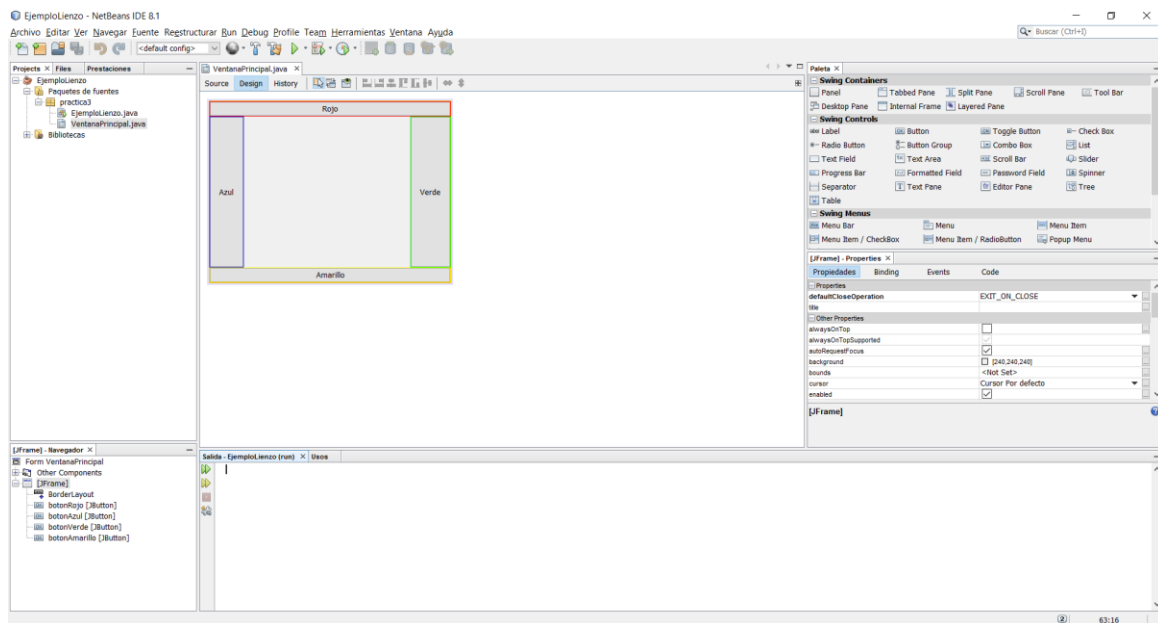 EjemploLienzo - NetBeans IDE 8.1
Archivo Editar Ver Navegar Fuente Reestructurar Run Debug Profile Team Herramientas Ventana Ayuda
Buscar (Ctrl+I)
<default config>
Projects Files Prestaciones
EjemploLienzo
Paquetes de fuentes
practica3
EjemploLienzo.java
VentanaPrincipal.java
Bibliotecas
VentanaPrincipal.java
Source Design History
Rojo
Azul
Verde
Amarillo
Paleta
Swing Containers
Panel Tabbed Pane Split Pane Scroll Pane Tool Bar
Desktop Pane Internal Frame Layered Pane
Swing Controls
Label Button Toggle Button Check Box
Radio Button Button Group Combo Box List
Text Field Text Area Scroll Bar Slider
Progress Bar Formatted Field Password Field Spinner
Separator Text Pane Editor Pane Tree
Table
Swing Menus
Menu Bar Menu Menu Item
Menu Item / CheckBox Menu Item / RadioButton Popup Menu
[JFrame] - Properties
Propiedades Binding Events Code
Properties
defaultCloseOperation EXIT_ON_CLOSE
title
Other Properties
alwaysOnTop
alwaysOnTopSupported
autoRequestFocus
background [240,240,240]
bounds <Not Set>
cursor Cursor Por defecto
enabled
[JFrame]
[JFrame] - Navegador
Form VentanaPrincipal
Other Components
[JFrame]
BorderLayout
botonRojo [JButton]
botonAzul [JButton]
botonVerde [JButton]
botonAmarillo [JButton]
Salida - EjemploLienzo (run) Usos
2 63:16